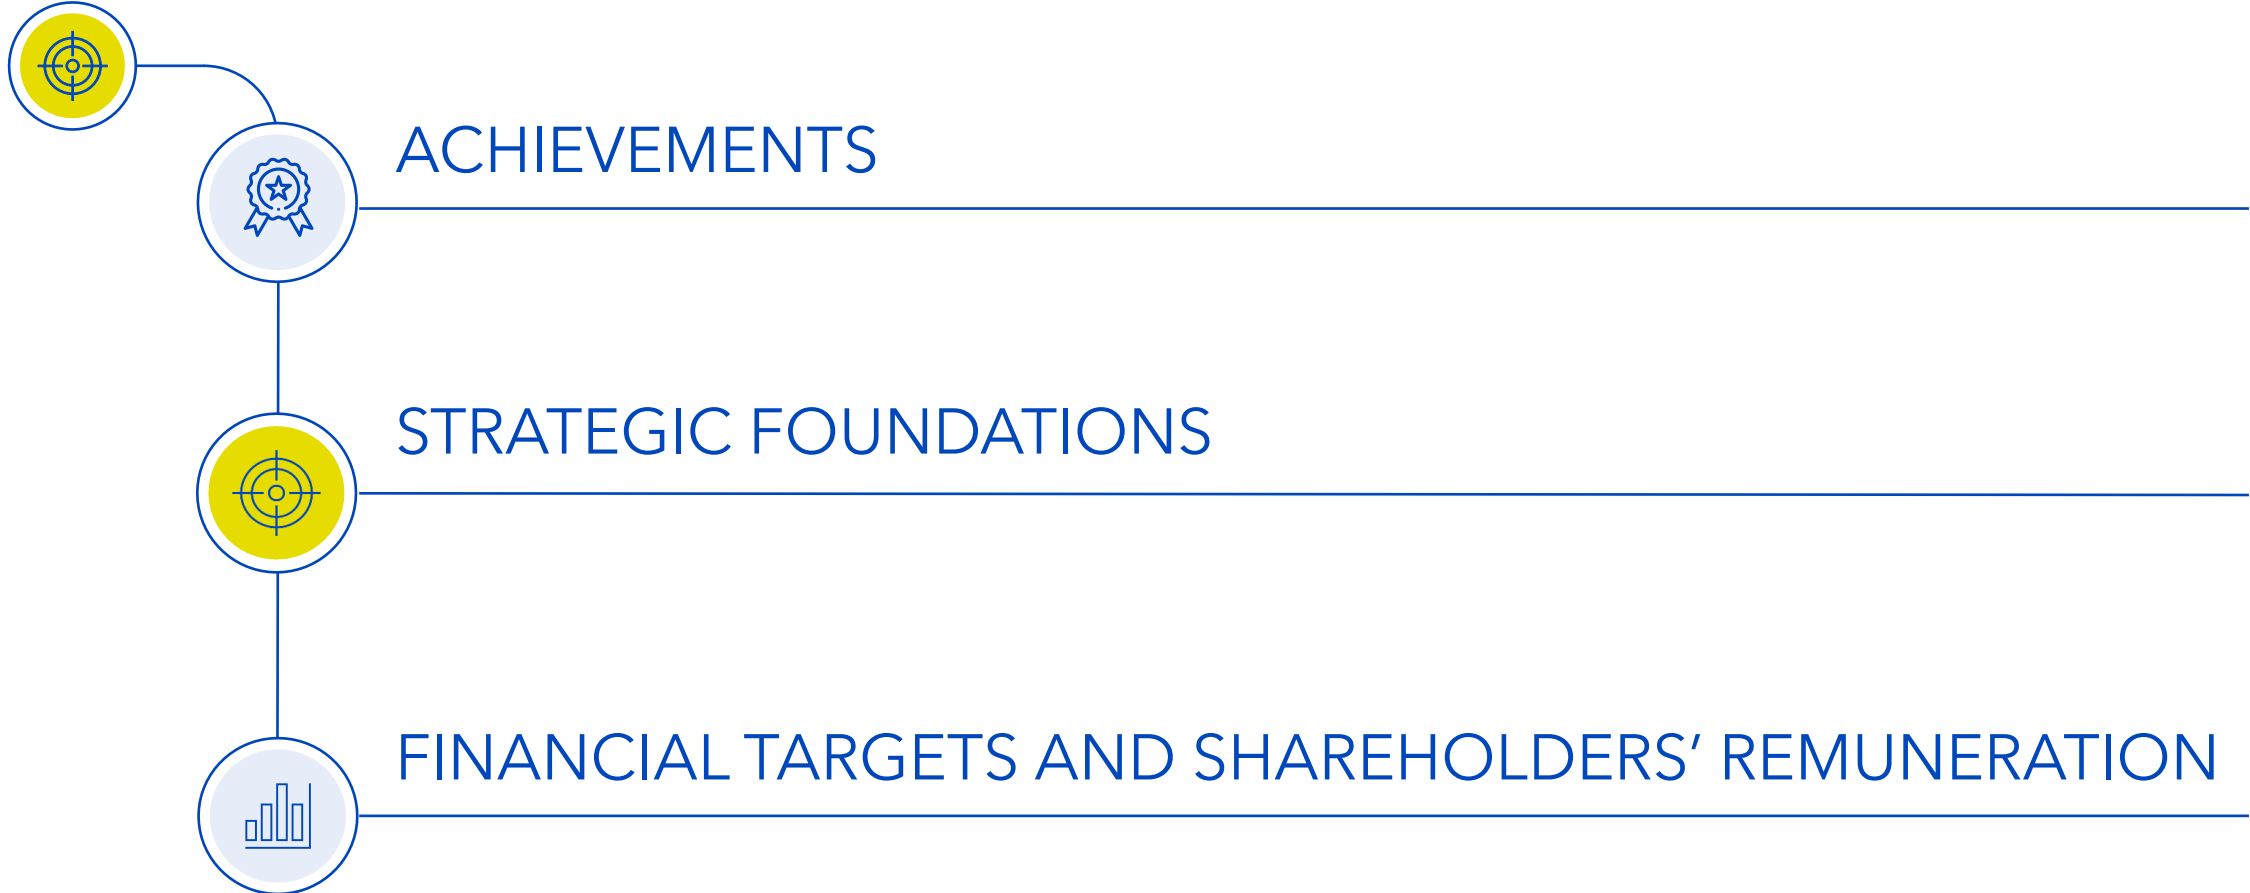 ACHIEVEMENTS
STRATEGIC FOUNDATIONS
FINANCIAL TARGETS AND SHAREHOLDERS’ REMUNERATION